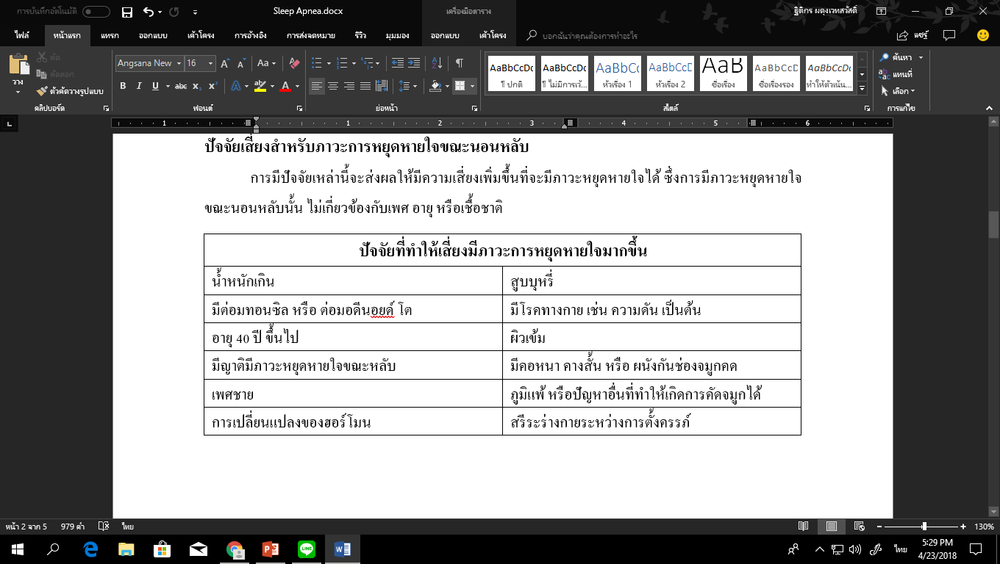 การบันทึกอัตโนมัติ
Sleep Apnea.docx
เครื่องมือตาราง
ฐิติกร ผดุงเวทสวัสดิ์
ไฟล์ หน้าแรก แทรก ออกแบบ เค้าโครง การอ้างอิง การส่งจดหมาย รีวิว มุมมอง ออกแบบ เค้าโครง บอกฉันว่าคุณต้องการทำอะไร แชร์
วาง
ตัด
คัดลอก
ตัวคัดวางรูปแบบ
คลิปบอร์ด
Angsana New 16 Aa
B I U abc x₂ x² A ab A
ฟอนต์
ย่อหน้า
AaBbCcDc AaBbCcDc AaBbCcD AaBbCcD AaB AaBbCcD AaBbCcDc
¶ ปกติ ¶ ไม่มีการเว้... หัวเรื่อง 1 หัวเรื่อง 2 ชื่อเรื่อง ชื่อเรื่องรอง ทำให้ตัวเน้น...
สไตล์
ค้นหา
แทนที่
เลือก
การแก้ไข
1 1 2 3 4 5 6
ปัจจัยเสี่ยงสำหรับภาวะการหยุดหายใจขณะนอนหลับ
การมีปัจจัยเหล่านี้จะส่งผลให้มีความเสี่ยงเพิ่มขึ้นที่จะมีภาวะหยุดหายใจได้ ซึ่งการมีภาวะหยุดหายใจ
ขณะนอนหลับนั้น ไม่เกี่ยวข้องกับเพศ อายุ หรือเชื้อชาติ
ปัจจัยที่ทำให้เสี่ยงมีภาวะการหยุดหายใจมากขึ้น
น้ำหนักเกิน สูบบุหรี่
มีต่อมทอนซิล หรือ ต่อมอดีนอยด์ โต มีโรคทางกาย เช่น ความดัน เป็นต้น
อายุ 40 ปี ขึ้นไป ผิวเข้ม
มีญาติมีภาวะหยุดหายใจขณะหลับ มีคอหนา คางสั้น หรือ ผนังกันช่องจมูกคด
เพศชาย ภูมิแพ้ หรือปัญหาอื่นที่ทำให้เกิดการคัดจมูกได้
การเปลี่ยนแปลงของฮอร์โมน สรีระร่างกายระหว่างการตั้งครรภ์
หน้า 2 จาก 5 979 คำ ไทย 130%
ไทย
5:29 PM
4/23/2018